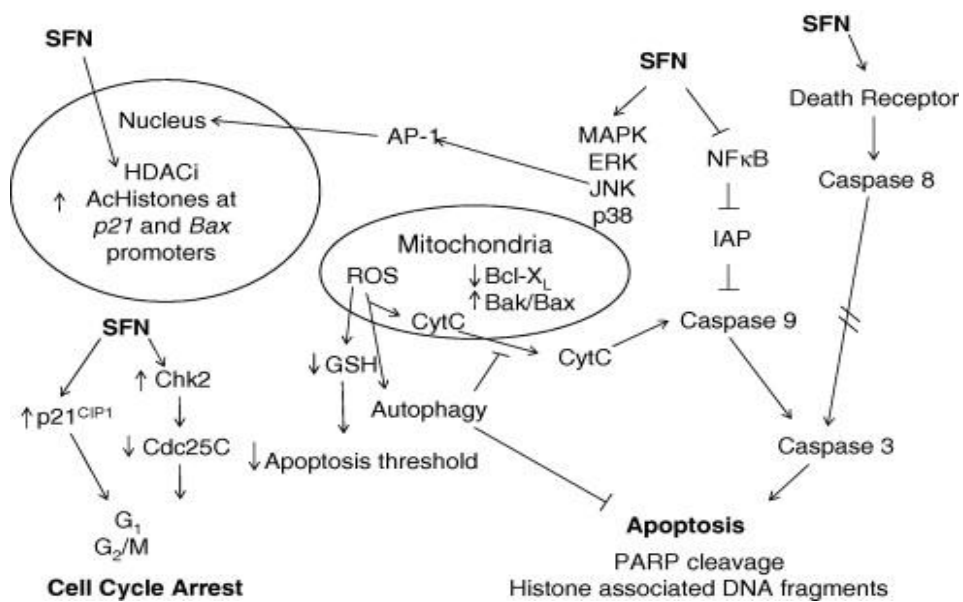 SFN
Nucleus
HDACi
↑ AcHistones at
p21 and Bax
promoters
AP-1
SFN
MAPK
ERK
JNK
p38
NFκB
IAP
SFN
Death Receptor
Caspase 8
Mitochondria
ROS
↓Bcl-XL
↑Bak/Bax
CytC
CytC
Caspase 9
↓GSH
Autophagy
↓Apoptosis threshold
Caspase 3
SFN
↑p21CIP1
↑Chk2
↓Cdc25C
G1
G2/M
Cell Cycle Arrest
Apoptosis
PARP cleavage
Histone associated DNA fragments